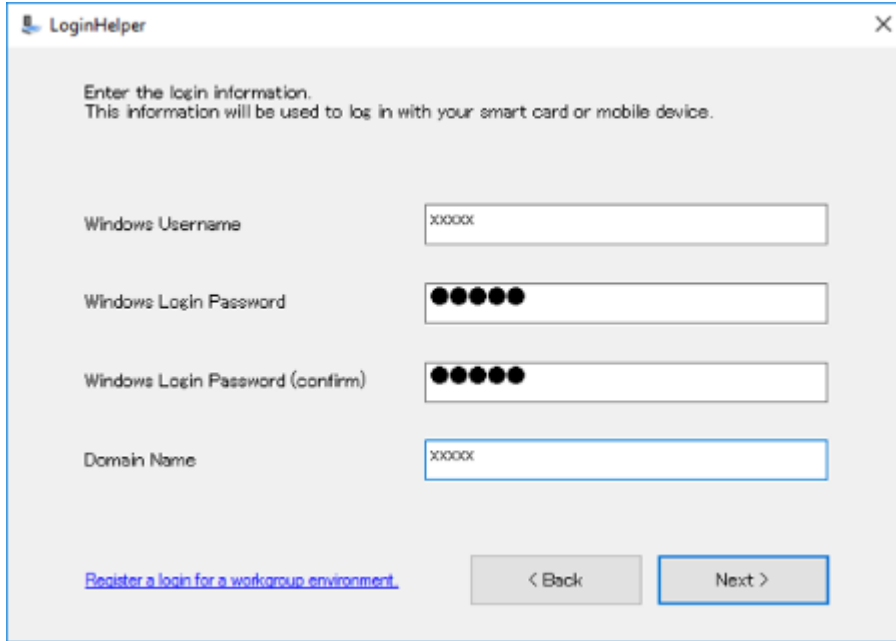 LoginHelper
Enter the login information.
This information will be used to log in with your smart card or mobile device.
Windows Username
xxxxx
Windows Login Password
●●●●●
Windows Login Password (confirm)
●●●●●
Domain Name
xxxxx
Register a login for a workgroup environment.
< Back
Next >